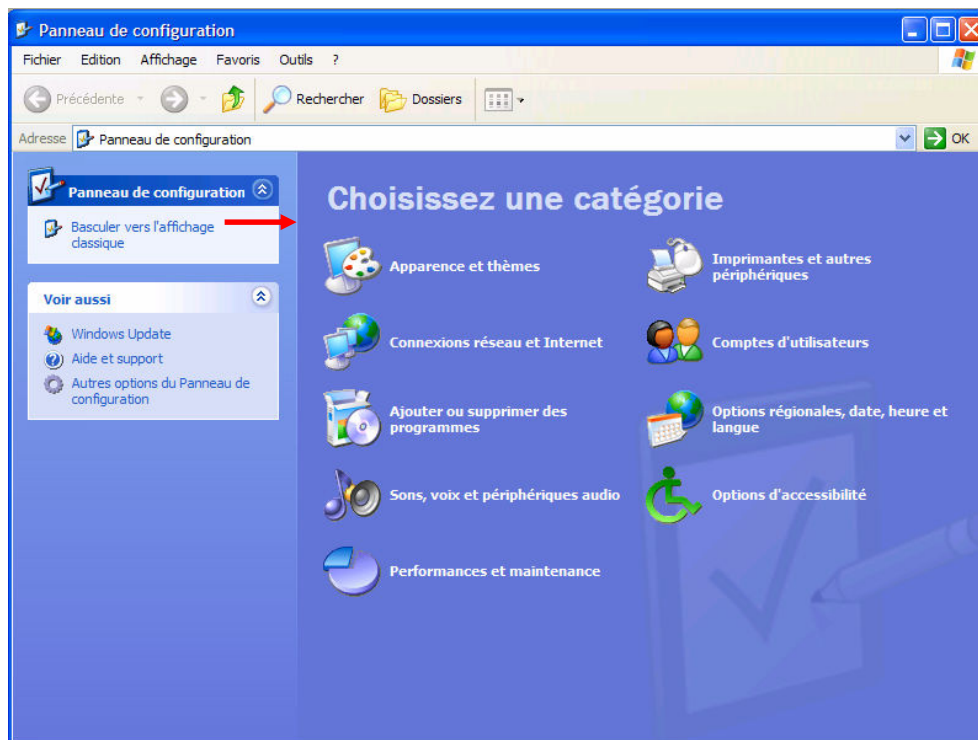 Panneau de configuration
Fichier Edition Affichage Favoris Outils ?
Précédente Rechercher Dossiers
Adresse Panneau de configuration OK
Panneau de configuration
Basculer vers l'affichage
classique
Voir aussi
Windows Update
Aide et support
Autres options du Panneau de
configuration
Choisissez une catégorie
Apparence et thèmes
Imprimantes et autres
périphériques
Connexions réseau et Internet
Comptes d'utilisateurs
Ajouter ou supprimer des
programmes
Options régionales, date, heure et
langue
Sons, voix et périphériques audio
Options d'accessibilité
Performances et maintenance